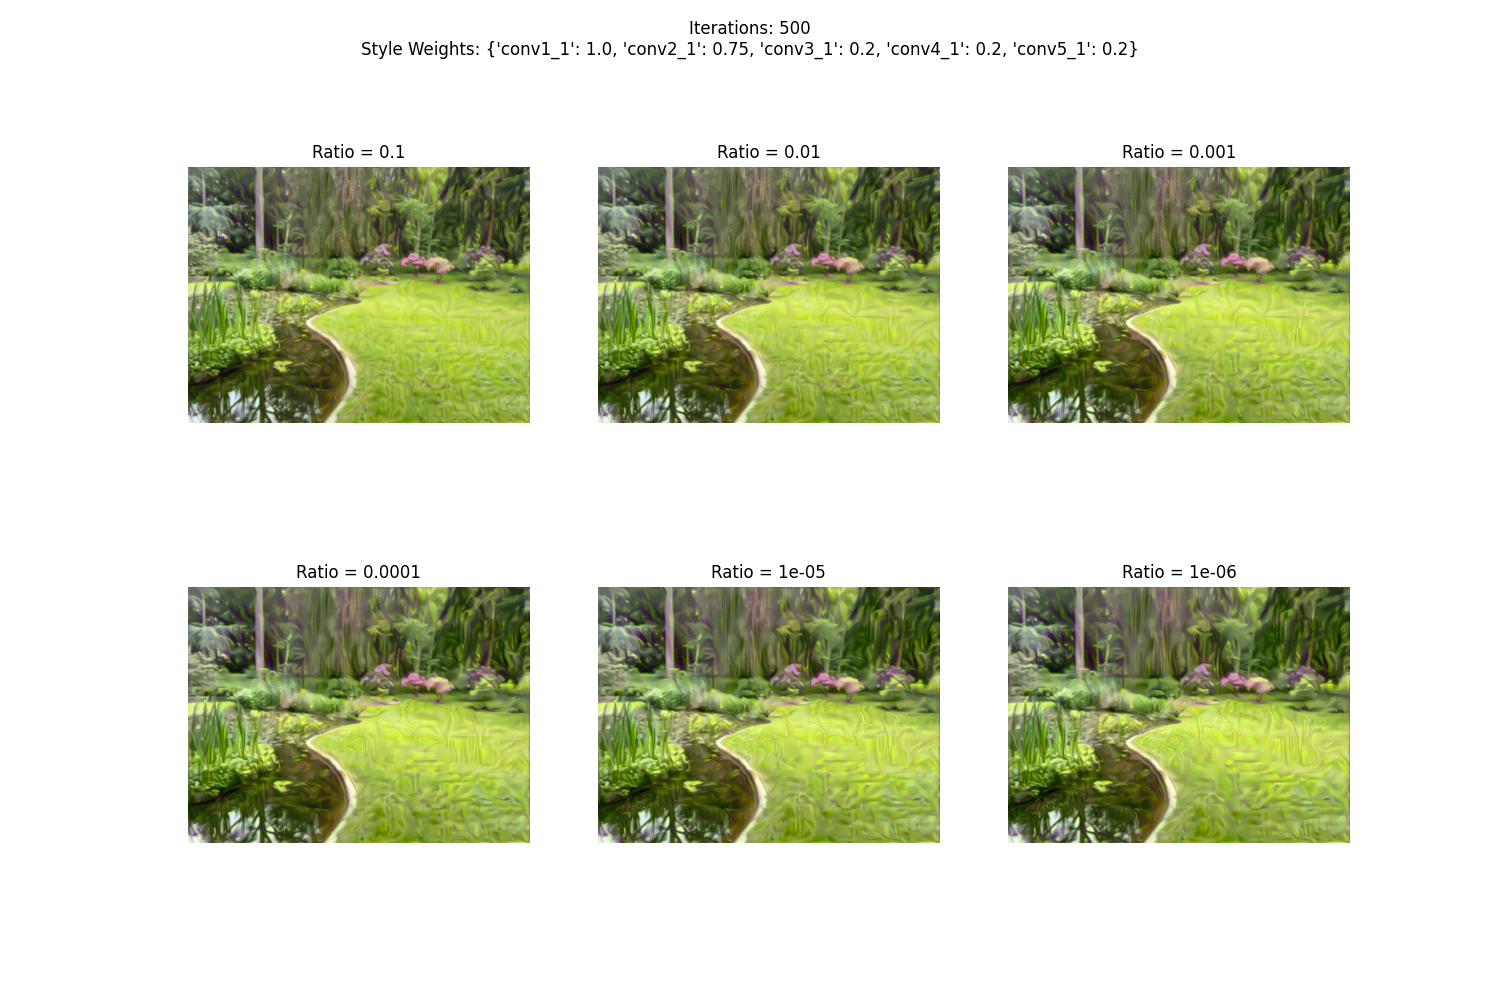 Iterations: 500
Style Weights: {'conv1_1': 1.0, 'conv2_1': 0.75, 'conv3_1': 0.2, 'conv4_1': 0.2, 'conv5_1': 0.2}
Ratio = 0.1
Ratio = 0.01
Ratio = 0.001
Ratio = 0.0001
Ratio = 1e-05
Ratio = 1e-06